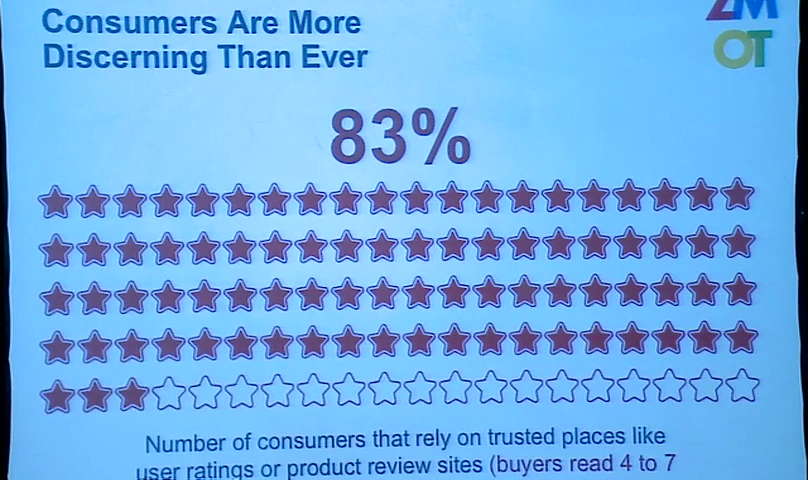 Consumers Are More
Discerning Than Ever
ZM
OT
83%
Number of consumers that rely on trusted places like
user ratings or product review sites (buyers read 4 to 7